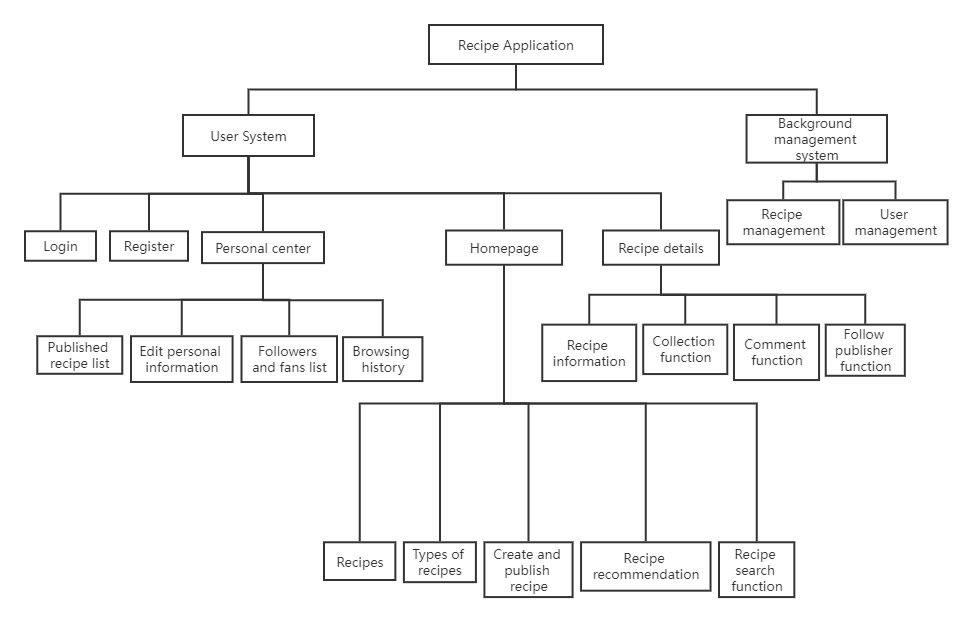 Recipe Application
User System
Background
management
system
Login
Register
Personal center
Homepage
Recipe details
Recipe
management
User
management
Published
recipe list
Edit personal
information
Followers
and fans list
Browsing
history
Recipe
information
Collection
function
Comment
function
Follow
publisher
function
Recipes
Types of
recipes
Create and
publish
recipe
Recipe
recommendation
Recipe
search
function